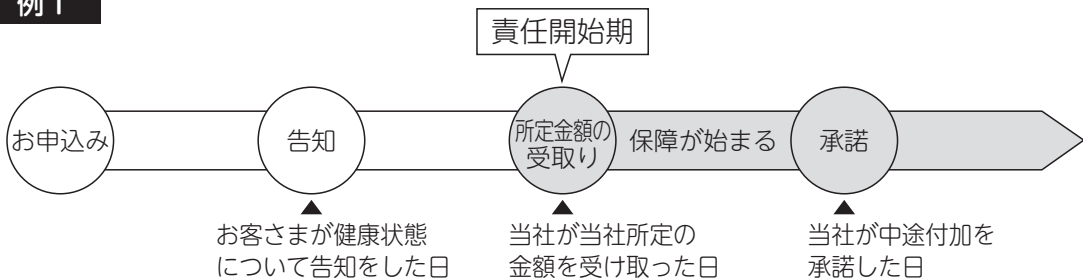 例1
責任開始期
お申込み
告知
所定金額の
受取り
保障が始まる
承諾
お客さまが健康状態
について告知をした日
当社が当社所定の
金額を受け取った日
当社が中途付加を
承諾した日